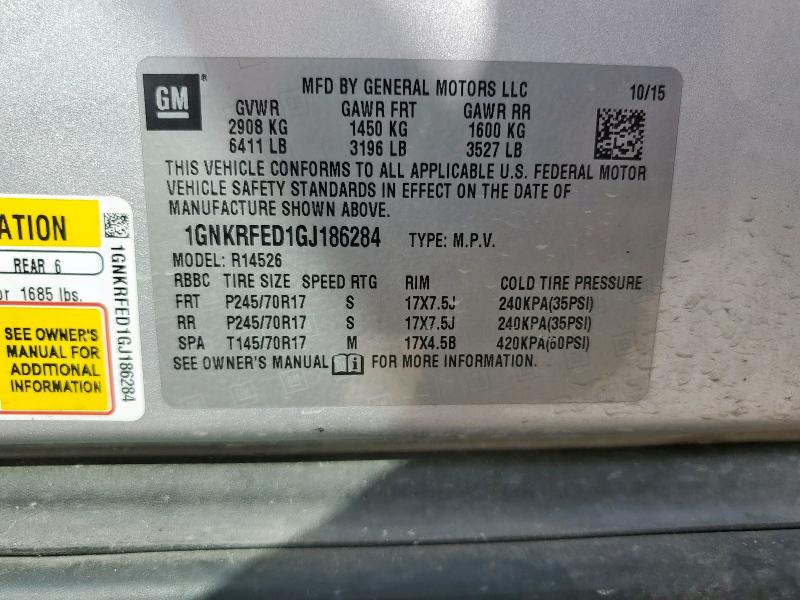 GM ®
MFD BY GENERAL MOTORS LLC 10/15
GVWR GAWR FRT GAWR RR
2908 KG 1450 KG 1600 KG
6411 LB 3196 LB 3527 LB
THIS VEHICLE CONFORMS TO ALL APPLICABLE U.S. FEDERAL MOTOR
VEHICLE SAFETY STANDARDS IN EFFECT ON THE DATE OF
MANUFACTURE SHOWN ABOVE.
1GNKRFED1GJ186284 TYPE: M.P.V.
MODEL: R14526
RBBC TIRE SIZE SPEED RTG RIM COLD TIRE PRESSURE
FRT P245/70R17 S 17X7.5J 240KPA(35PSI)
RR P245/70R17 S 17X7.5J 240KPA(35PSI)
SPA T145/70R17 M 17X4.5B 420KPA(60PSI)
SEE OWNER'S MANUAL i FOR MORE INFORMATION.
ATION
REAR 6
or 1685 lbs.
SEE OWNER'S
MANUAL FOR
ADDITIONAL
INFORMATION
1GNKRFED1GJ186284